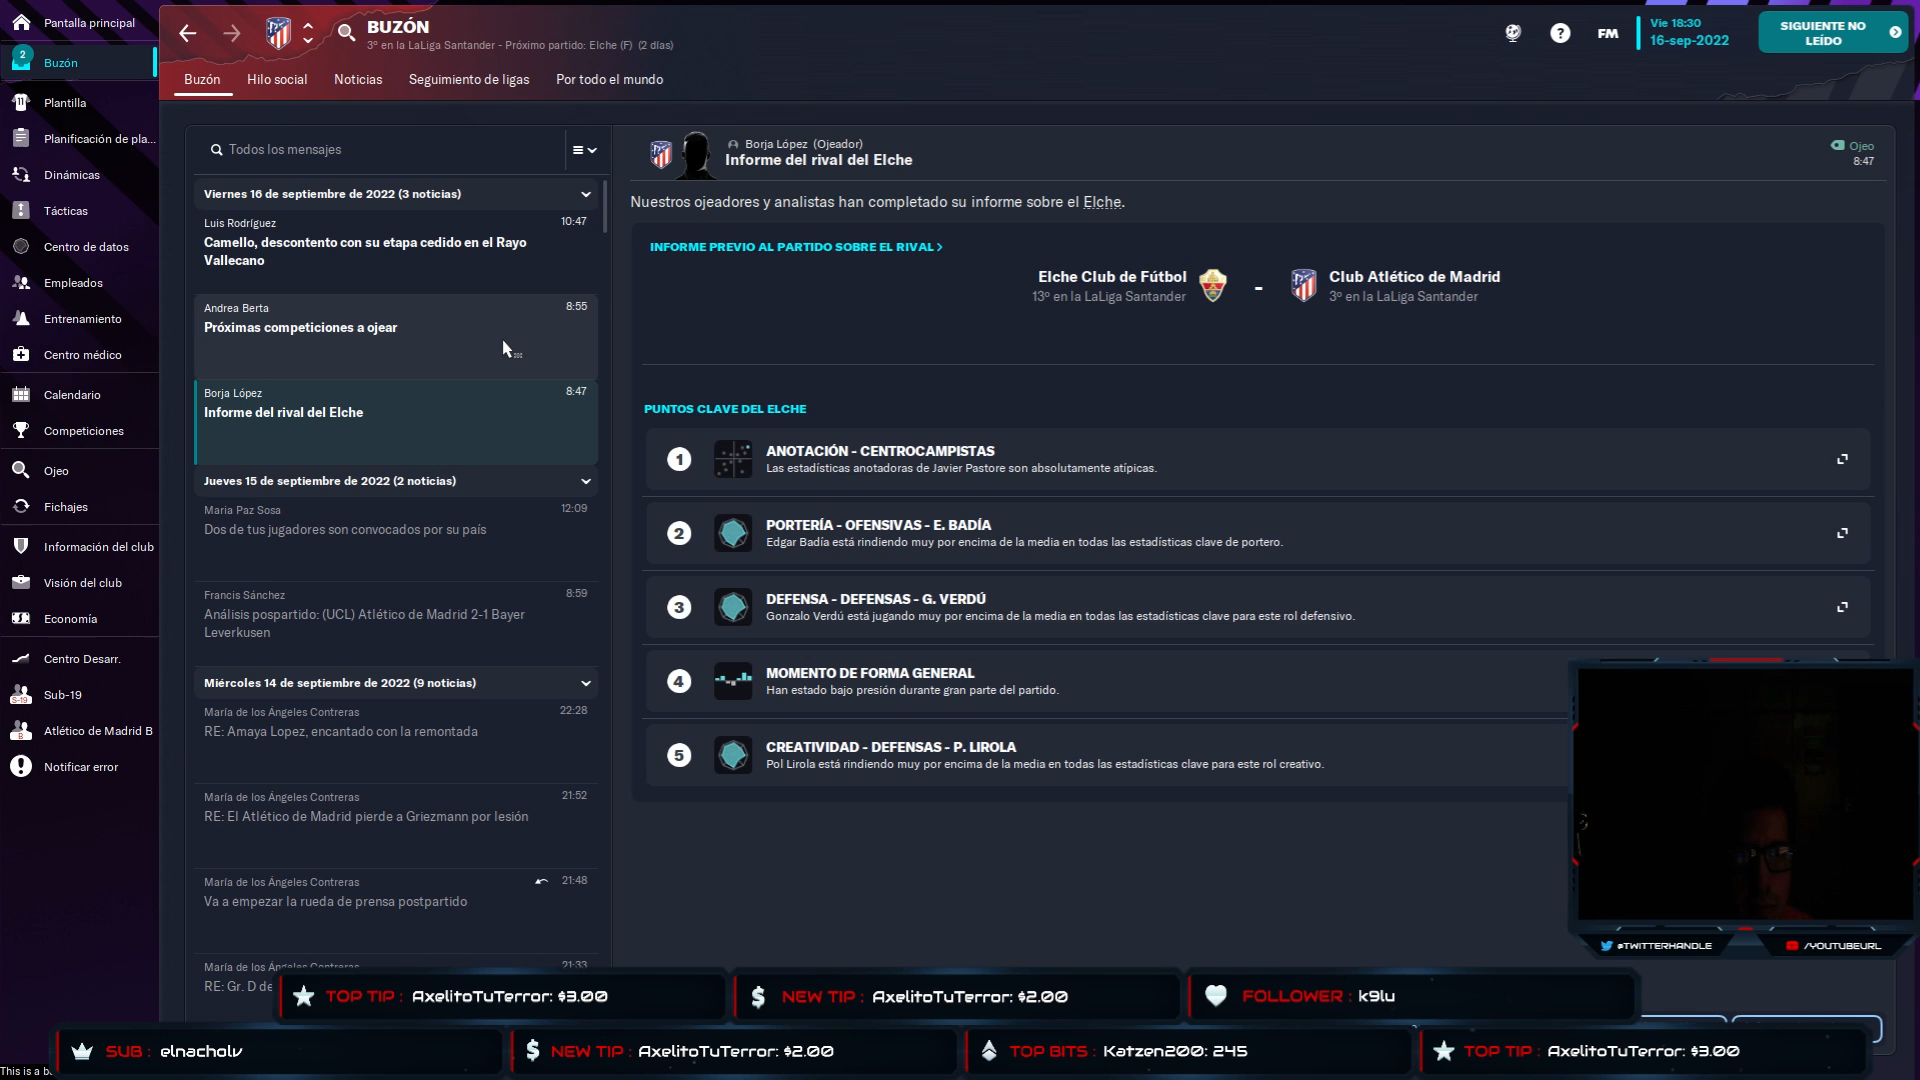 Pantalla principal
2
Buzón
Plantilla
Planificación de pla...
Dinámicas
Tácticas
Centro de datos
Empleados
Entrenamiento
Centro médico
Calendario
Competiciones
Ojeo
Fichajes
Información del club
Visión del club
Economía
Centro Desarr.
S-19
Sub-19
B
Atlético de Madrid B
Notificar error
BUZÓN
3º en la LaLiga Santander - Próximo partido: Elche (F) (2 días)
FM
Vie 18:30
16-sep-2022
SIGUIENTE NO
LEÍDO
Buzón
Hilo social
Noticias
Seguimiento de ligas
Por todo el mundo
Todos los mensajes
Viernes 16 de septiembre de 2022 (3 noticias)
Luis Rodríguez
10:47
Camello, descontento con su etapa cedido en el Rayo
Vallecano
Andrea Berta
8:55
Próximas competiciones a ojear
Borja López
8:47
Informe del rival del Elche
Jueves 15 de septiembre de 2022 (2 noticias)
Maria Paz Sosa
12:09
Dos de tus jugadores son convocados por su país
Francis Sánchez
8:59
Análisis pospartido: (UCL) Atlético de Madrid 2-1 Bayer
Leverkusen
Miércoles 14 de septiembre de 2022 (9 noticias)
María de los Ángeles Contreras
22:28
RE: Amaya Lopez, encantado con la remontada
María de los Ángeles Contreras
21:52
RE: El Atlético de Madrid pierde a Griezmann por lesión
María de los Ángeles Contreras
21:48
Va a empezar la rueda de prensa postpartido
María de los Ángeles Contreras
21:33
RE: Gr. D de
Borja López (Ojeador)
Informe del rival del Elche
Ojeo
8:47
Nuestros ojeadores y analistas han completado su informe sobre el Elche.
INFORME PREVIO AL PARTIDO SOBRE EL RIVAL >
Elche Club de Fútbol
13º en la LaLiga Santander
-
Club Atlético de Madrid
3º en la LaLiga Santander
PUNTOS CLAVE DEL ELCHE
1
ANOTACIÓN - CENTROCAMPISTAS
Las estadísticas anotadoras de Javier Pastore son absolutamente atípicas.
2
PORTERÍA - OFENSIVAS - E. BADÍA
Edgar Badía está rindiendo muy por encima de la media en todas las estadísticas clave de portero.
3
DEFENSA - DEFENSAS - G. VERDÚ
Gonzalo Verdú está jugando muy por encima de la media en todas las estadísticas clave para este rol defensivo.
4
MOMENTO DE FORMA GENERAL
Han estado bajo presión durante gran parte del partido.
5
CREATIVIDAD - DEFENSAS - P. LIROLA
Pol Lirola está rindiendo muy por encima de la media en todas las estadísticas clave para este rol creativo.
@TWITTERHANDLE
/YOUTUBEURL
TOP TIP : AxelitoTuTerror: $3.00
NEW TIP : AxelitoTuTerror: $2.00
FOLLOWER : k9lu
SUB : elnacholv
NEW TIP : AxelitoTuTerror: $2.00
TOP BITS : Katzen200: 245
TOP TIP : AxelitoTuTerror: $3.00
This is a